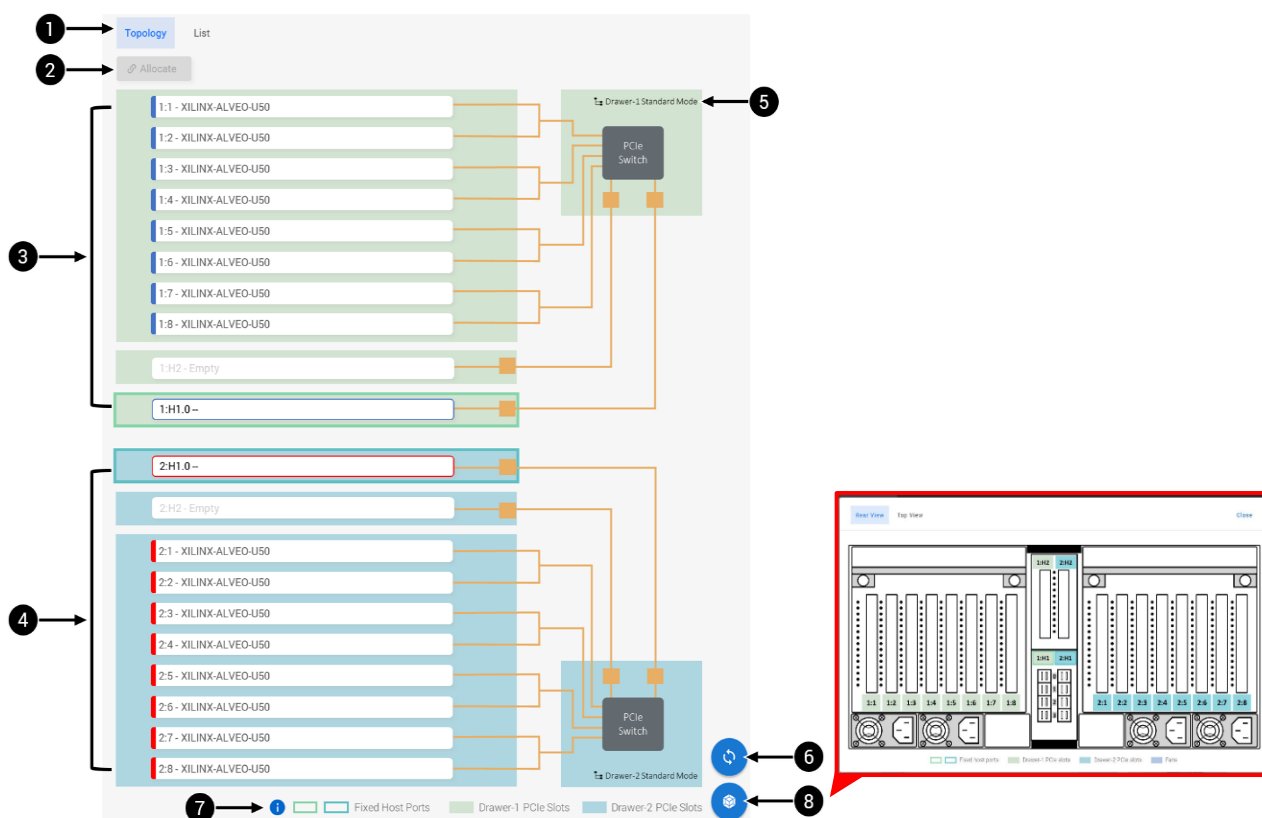 1
Topology
List
2
Allocate
3
1:1 - XILINX-ALVEO-U50
1:2 - XILINX-ALVEO-U50
1:3 - XILINX-ALVEO-U50
1:4 - XILINX-ALVEO-U50
1:5 - XILINX-ALVEO-U50
1:6 - XILINX-ALVEO-U50
1:7 - XILINX-ALVEO-U50
1:8 - XILINX-ALVEO-U50
1:H2 - Empty
1:H1.0 --
Drawer-1 Standard Mode
5
PCIe
Switch
4
2:H1.0 --
2:H2 - Empty
2:1 - XILINX-ALVEO-U50
2:2 - XILINX-ALVEO-U50
2:3 - XILINX-ALVEO-U50
2:4 - XILINX-ALVEO-U50
2:5 - XILINX-ALVEO-U50
2:6 - XILINX-ALVEO-U50
2:7 - XILINX-ALVEO-U50
2:8 - XILINX-ALVEO-U50
PCIe
Switch
Drawer-2 Standard Mode
6
7
i
Fixed Host Ports
Drawer-1 PCIe Slots
Drawer-2 PCIe Slots
8
Rear View
Top View
Close
1:H2 2:H2
1:H1 2:H1
1:1 1:2 1:3 1:4 1:5 1:6 1:7 1:8
2:1 2:2 2:3 2:4 2:5 2:6 2:7 2:8
Fixed host ports
Drawer-1 PCIe slots
Drawer-2 PCIe slots
Fans